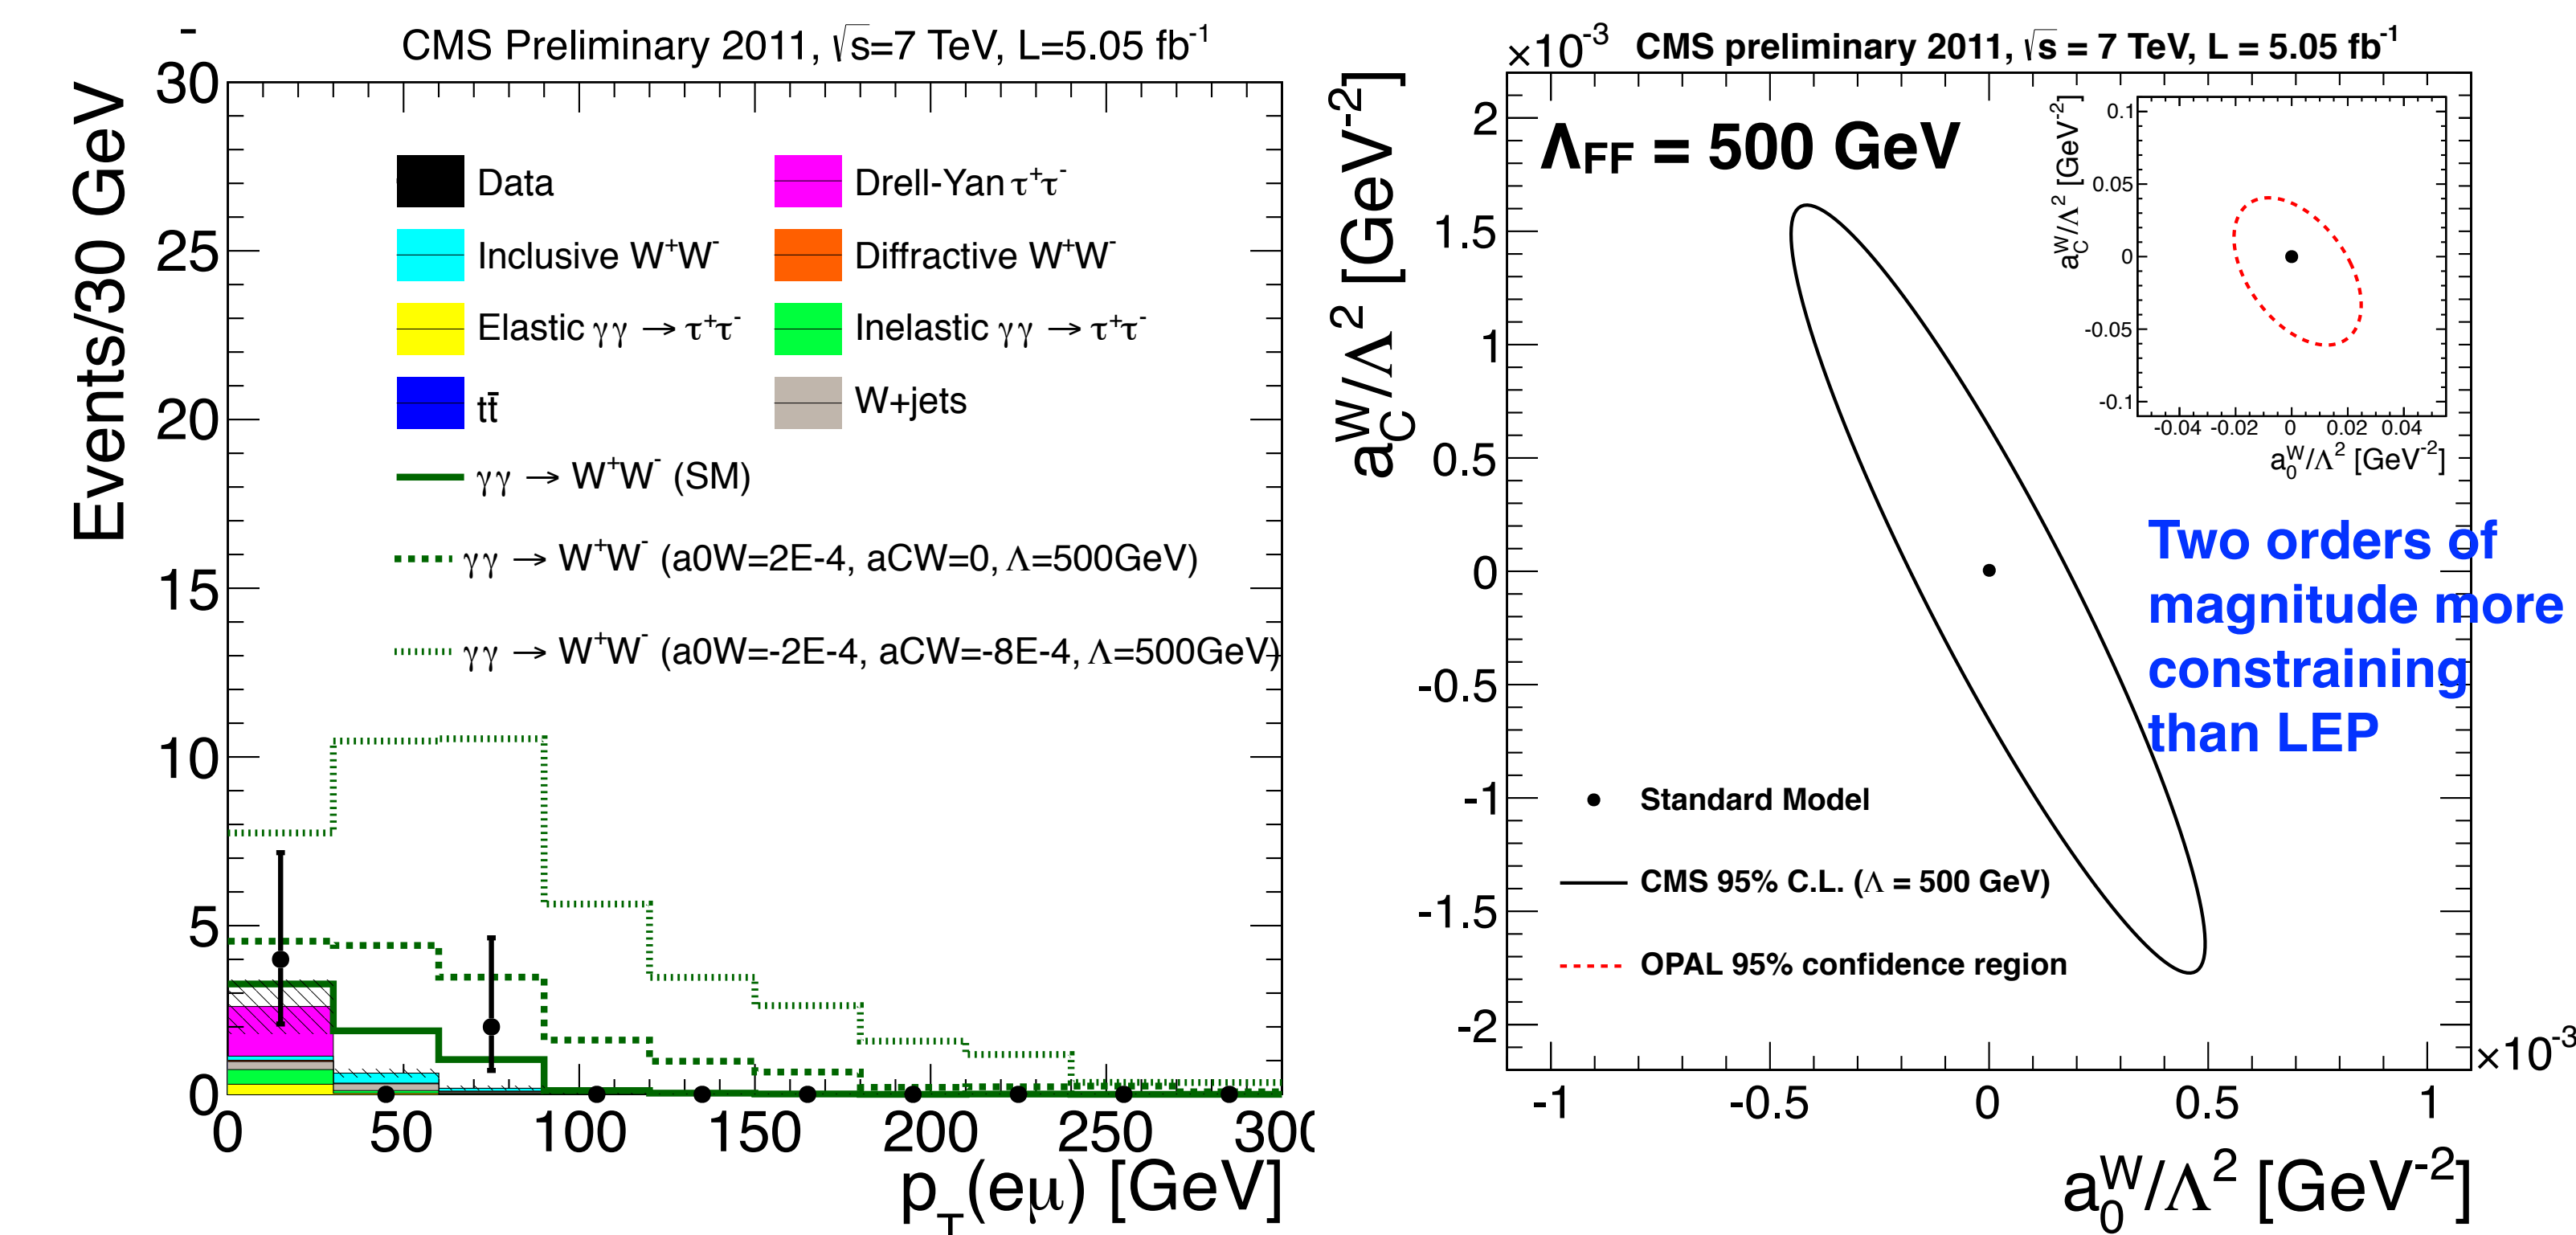 CMS Preliminary 2011, √s=7 TeV, L=5.05 fb⁻¹
Events/30 GeV
30
25
20
15
10
5
0
Data
Drell-Yan τ⁺τ⁻
Inclusive W⁺W⁻
Diffractive W⁺W⁻
Elastic γγ → τ⁺τ⁻
Inelastic γγ → τ⁺τ⁻
tt̄
W+jets
γγ → W⁺W⁻ (SM)
γγ → W⁺W⁻ (a0W=2E-4, aCW=0, Λ=500GeV)
γγ → W⁺W⁻ (a0W=-2E-4, aCW=-8E-4, Λ=500GeV)
0 50 100 150 200 250 300
p_T(eμ) [GeV]
×10⁻³ CMS preliminary 2011, √s = 7 TeV, L = 5.05 fb⁻¹
a_C^W/Λ² [GeV⁻²]
Λ_FF = 500 GeV
2
1.5
1
0.5
0
-0.5
-1
-1.5
-2
a_C^W/Λ² [GeV⁻²]
0.1
0.05
0
-0.05
-0.1
-0.04 -0.02 0 0.02 0.04
a_0^W/Λ² [GeV⁻²]
Two orders of
magnitude more
constraining
than LEP
Standard Model
CMS 95% C.L. (Λ = 500 GeV)
OPAL 95% confidence region
×10⁻³
-1 -0.5 0 0.5 1
a_0^W/Λ² [GeV⁻²]